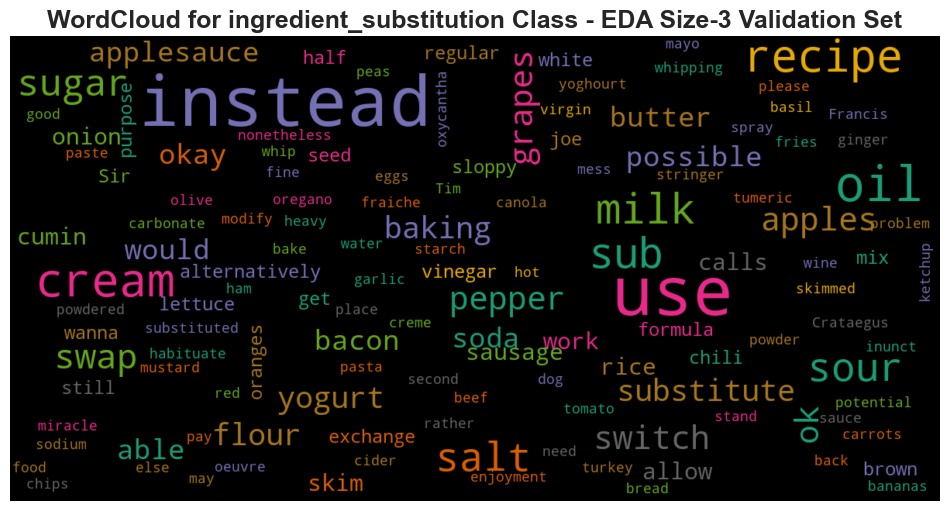 WordCloud for ingredient_substitution Class - EDA Size-3 Validation Set
applesauce half regular white mayo whipping recipe
sugar peas instead oxycantha grapes yoghourt please
good purpose virgin butter basil Francis
onion nonetheless joe spray fries ginger
paste okay whip seed sloppy mess possible
Sir fine eggs Tim stringer oil
olive oregano fraiche canola milk tumeric apples problem
cumin carbonate modify heavy baking
would bake water starch sub calls wine mix ketchup
cream alternatively garlic vinegar hot skimmed
powdered lettuce ham get place pepper use
wanna substituted creme soda work formula Crataegus
swap habituate oranges bacon sausage chili powder inunct
mustard pasta rice sour
still red second dog substitute potential
yogurt beef tomato stand sauce
miracle flour rather switch ok carrots
sodium able pay exchange salt need
food else oeuvre cider enjoyment turkey allow back brown
chips may skim bread bananas